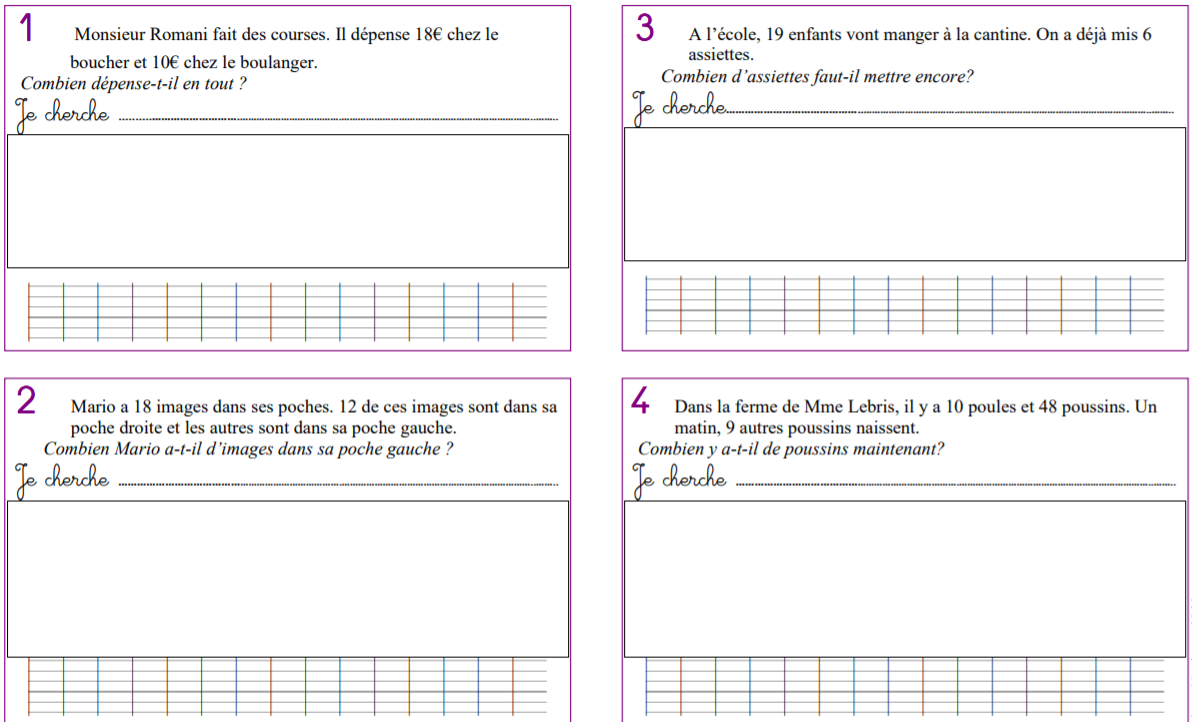 1
Monsieur Romani fait des courses. Il dépense 18€ chez le
boucher et 10€ chez le boulanger.
Combien dépense-t-il en tout ?
Je cherche
2
Mario a 18 images dans ses poches. 12 de ces images sont dans sa
poche droite et les autres sont dans sa poche gauche.
Combien Mario a-t-il d'images dans sa poche gauche ?
Je cherche
3
A l'école, 19 enfants vont manger à la cantine. On a déjà mis 6
assiettes.
Combien d'assiettes faut-il mettre encore?
Je cherche
4
Dans la ferme de Mme Lebris, il y a 10 poules et 48 poussins. Un
matin, 9 autres poussins naissent.
Combien y a-t-il de poussins maintenant?
Je cherche